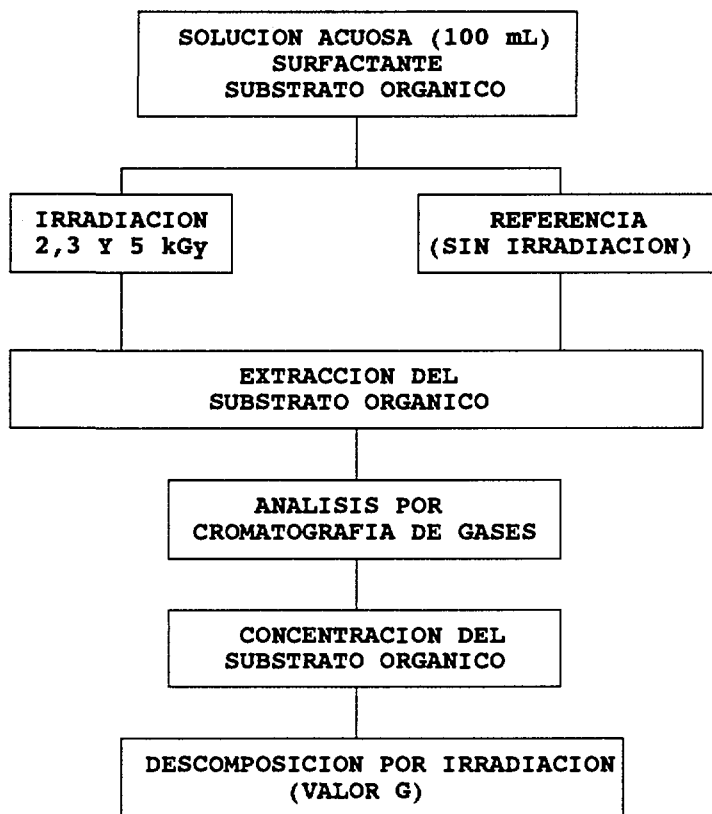 SOLUCION ACUOSA (100 mL)
SURFACTANTE
SUBSTRATO ORGANICO
IRRADIACION
2,3 Y 5 kGy
REFERENCIA
(SIN IRRADIACION)
EXTRACCION DEL
SUBSTRATO ORGANICO
ANALISIS POR
CROMATOGRAFIA DE GASES
CONCENTRACION DEL
SUBSTRATO ORGANICO
DESCOMPOSICION POR IRRADIACION
(VALOR G)